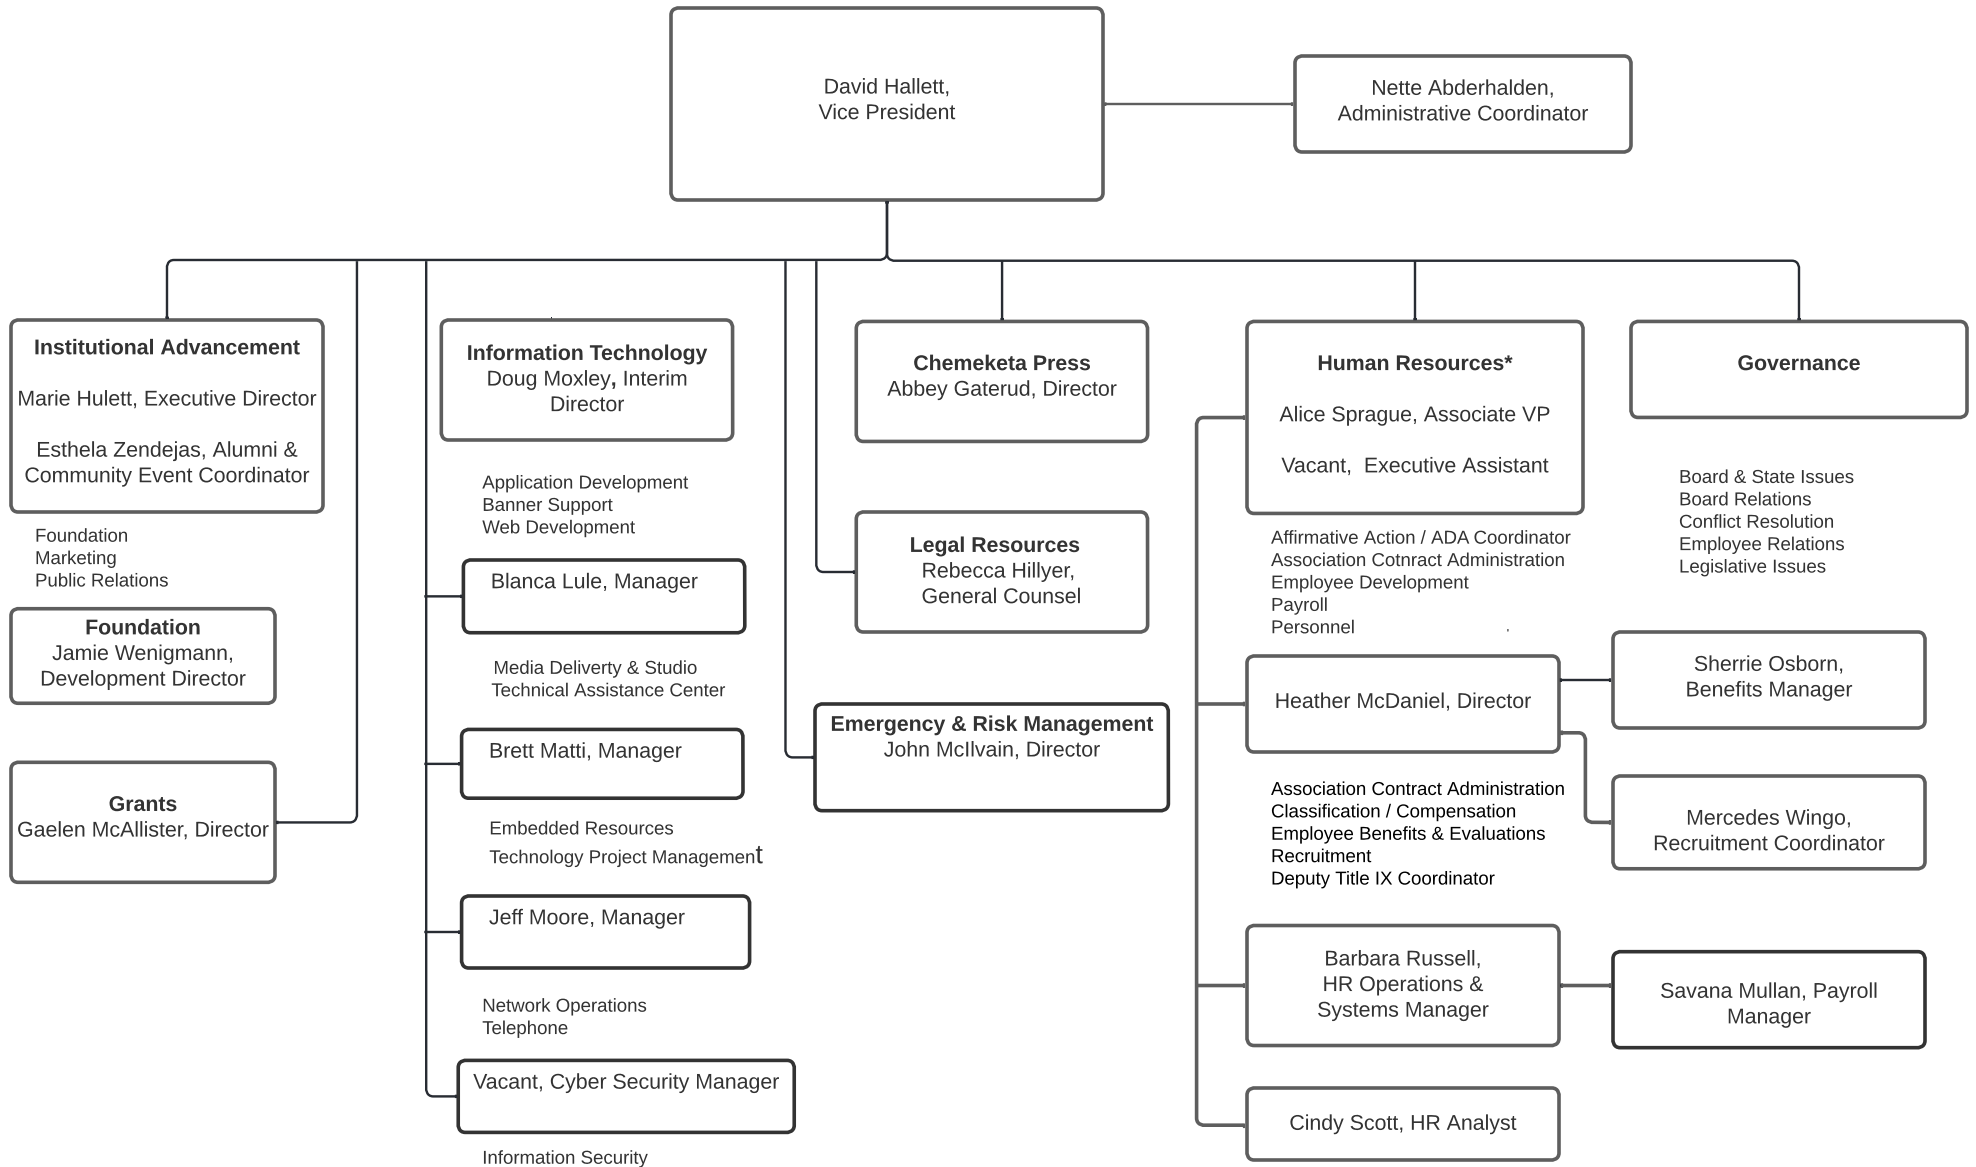 David Hallett,
Vice President
Nette Abderhalden,
Administrative Coordinator
Institutional Advancement
Marie Hulett, Executive Director
Esthela Zendejas, Alumni &
Community Event Coordinator
Foundation
Marketing
Public Relations
Foundation
Jamie Wenigmann,
Development Director
Grants
Gaelen McAllister, Director
Information Technology
Doug Moxley, Interim
Director
Application Development
Banner Support
Web Development
Blanca Lule, Manager
Media Deliverty & Studio
Technical Assistance Center
Brett Matti, Manager
Embedded Resources
Technology Project Management
Jeff Moore, Manager
Network Operations
Telephone
Vacant, Cyber Security Manager
Information Security
Chemeketa Press
Abbey Gaterud, Director
Legal Resources
Rebecca Hillyer,
General Counsel
Emergency & Risk Management
John McIlvain, Director
Human Resources*
Alice Sprague, Associate VP
Vacant,  Executive Assistant
Affirmative Action / ADA Coordinator
Association Cotnract Administration
Employee Development
Payroll
Personnel
Heather McDaniel, Director
Association Contract Administration
Classification / Compensation
Employee Benefits & Evaluations
Recruitment
Deputy Title IX Coordinator
Barbara Russell,
HR Operations &
Systems Manager
Cindy Scott, HR Analyst
Governance
Board & State Issues
Board Relations
Conflict Resolution
Employee Relations
Legislative Issues
Sherrie Osborn,
Benefits Manager
Mercedes Wingo,
Recruitment Coordinator
Savana Mullan, Payroll
Manager